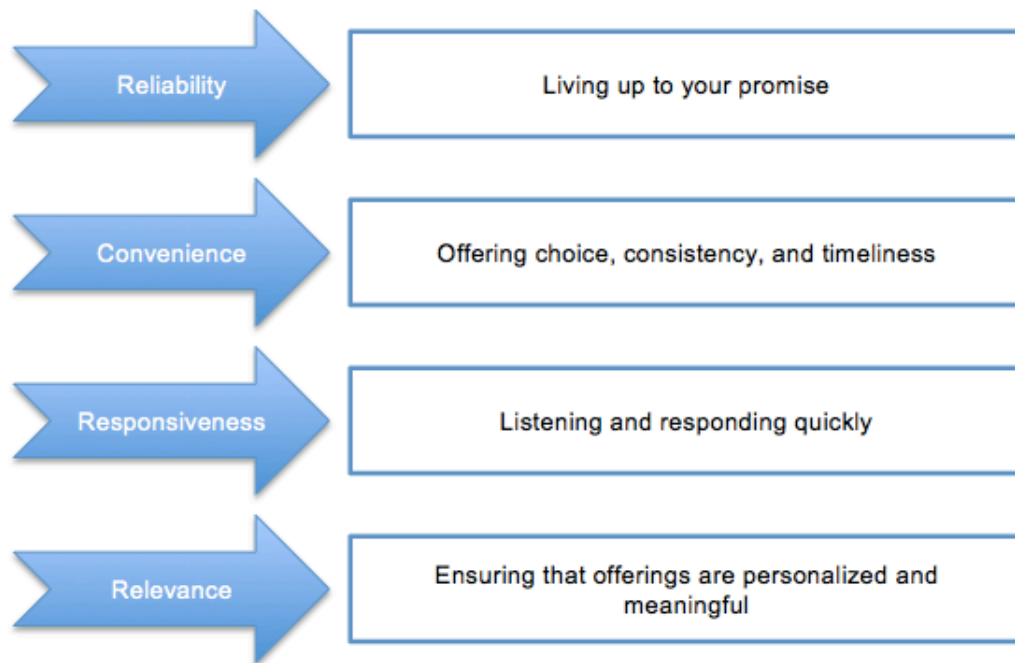 Reliability
Living up to your promise
Convenience
Offering choice, consistency, and timeliness
Responsiveness
Listening and responding quickly
Relevance
Ensuring that offerings are personalized and
meaningful